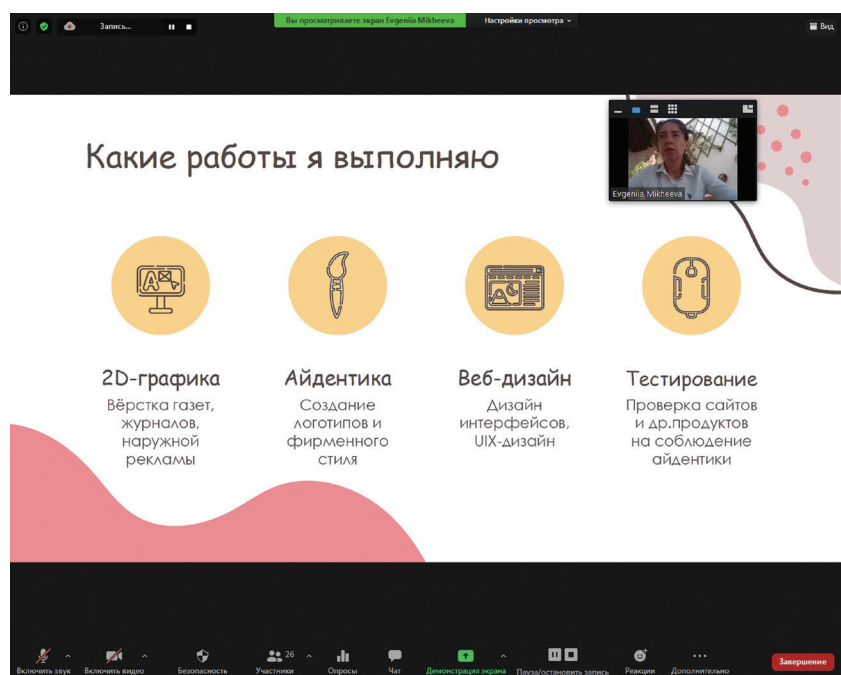 Запись...
Вы просматриваете экран Evgeniia Mikheeva
Настройки просмотра
Вид
Какие работы я выполняю
Evgeniia Mikheeva
2D-графика
Вёрстка газет,
журналов,
наружной
рекламы
Айдентика
Создание
логотипов и
фирменного
стиля
Веб-дизайн
Дизайн
интерфейсов,
UIX-дизайн
Тестирование
Проверка сайтов
и др.продуктов
на соблюдение
айдентики
Включить звук
Включить видео
Безопасность
26
Участники
Опросы
Чат
Демонстрация экрана
Пауза/остановить запись
Реакции
Дополнительно
Завершение